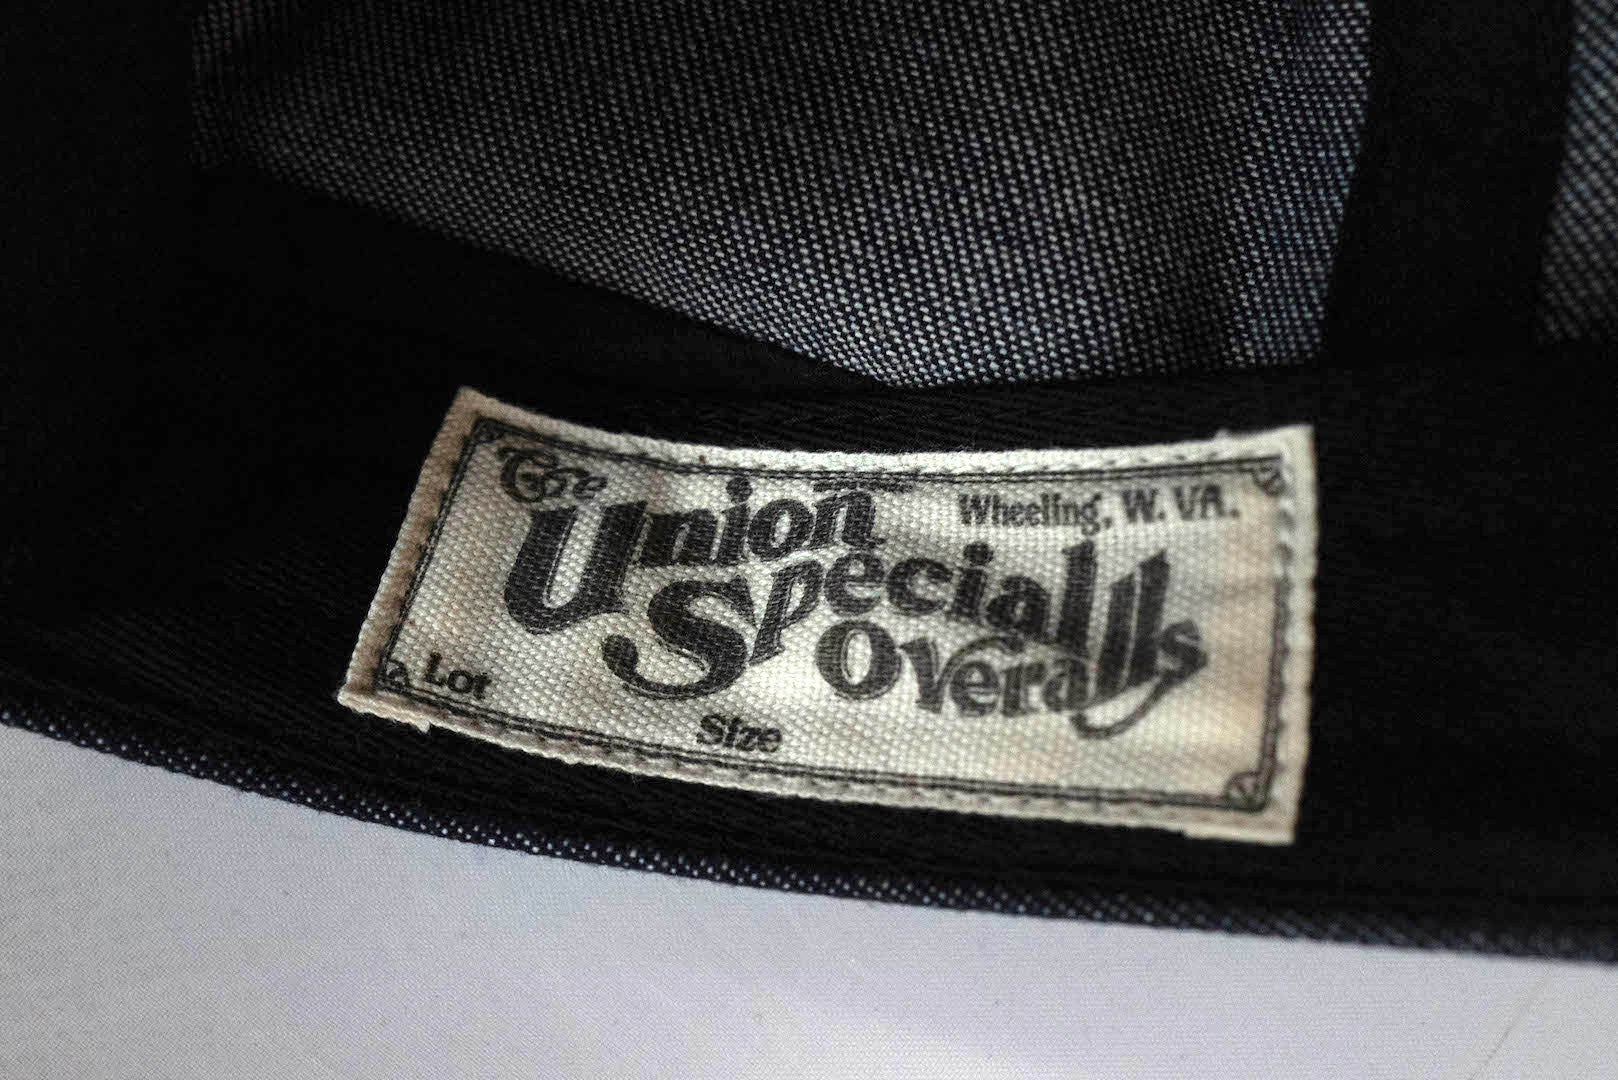 The
Union
Wheeling, W. VA.
Special
Overalls
Lot
Size